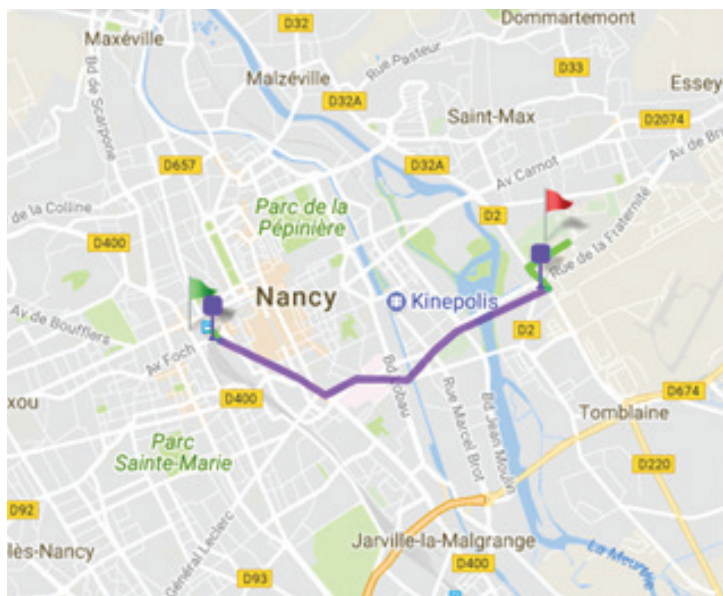 Dommartemont
D32
Maxéville
Rue Pasteur
D33
Malzéville
Essey
Bd de Scarpone
D32A
Saint-Max
D2074
D657
D32A
Av Carnot
Av de Br
de la Colline
Parc de la
Pépinière
D2
D400
Rue de la Fraternité
Nancy
Kinepolis
Av de Boufflers
D2
Av Foch
D674
xou
D400
Bd Lobau
Rue Marcel Brot
Bd Jean Moulin
Tomblaine
Parc
Sainte-Marie
D220
D92
Général Leclerc
lès-Nancy
Jarville-la-Malgrange
La Meurthe
D93
D400